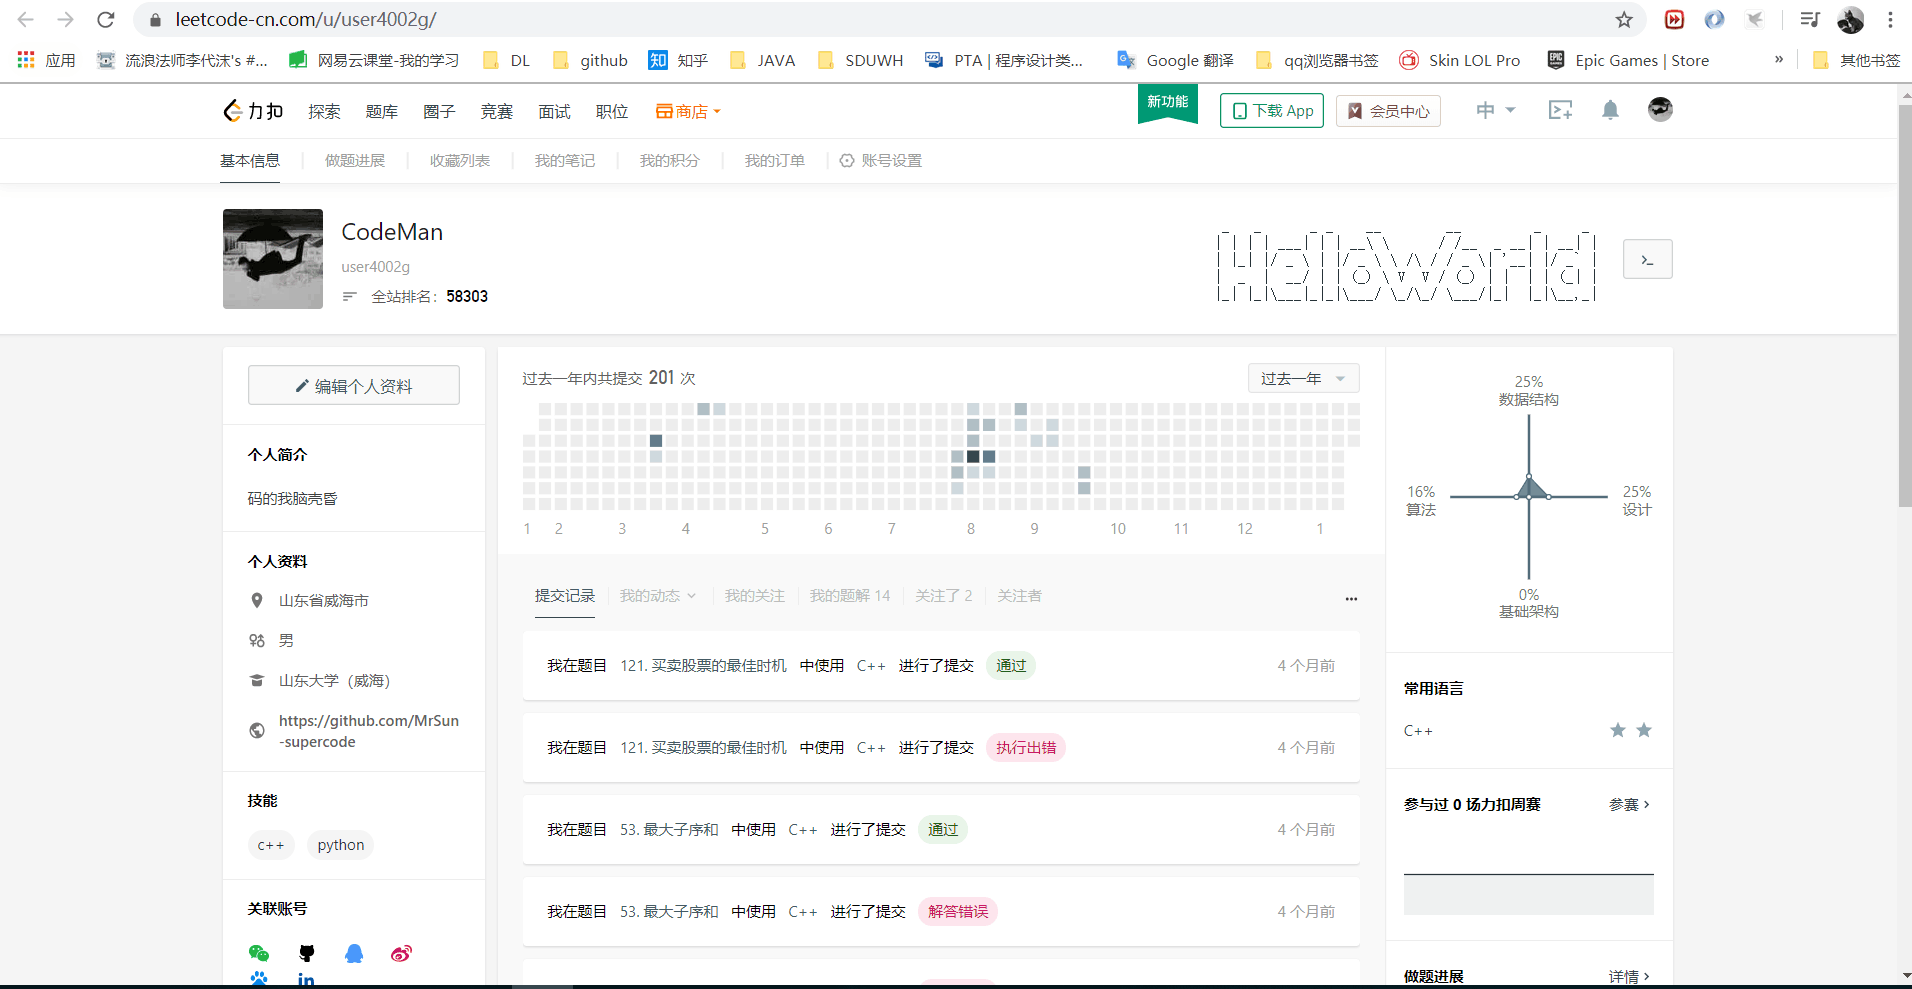 leetcode-cn.com/u/user4002g/
应用 流浪法师李代沫's #... 网易云课堂-我的学习 DL github 知乎 JAVA SDUWH PTA | 程序设计类... Google 翻译 qq浏览器书签 Skin LOL Pro Epic Games | Store » 其他书签
力扣 探索 题库 圈子 竞赛 面试 职位 商店 新功能 下载 App 会员中心 中
基本信息 做题进展 收藏列表 我的笔记 我的积分 我的订单 账号设置
CodeMan
user4002g
全站排名：58303
HelloWorld
>_
编辑个人资料
个人简介
码的我脑壳昏
个人资料
山东省威海市
男
山东大学（威海）
https://github.com/MrSun
-supercode
技能
c++ python
关联账号
过去一年内共提交 201 次 过去一年
1 2 3 4 5 6 7 8 9 10 11 12 1
提交记录 我的动态 我的关注 我的题解 14 关注了 2 关注者 ...
我在题目 121. 买卖股票的最佳时机 中使用 C++ 进行了提交 通过 4 个月前
我在题目 121. 买卖股票的最佳时机 中使用 C++ 进行了提交 执行出错 4 个月前
我在题目 53. 最大子序和 中使用 C++ 进行了提交 通过 4 个月前
我在题目 53. 最大子序和 中使用 C++ 进行了提交 解答错误 4 个月前
25%
数据结构
16%
算法
25%
设计
0%
基础架构
常用语言
C++
参与过 0 场力扣周赛 参赛 >
做题进展 详情 >